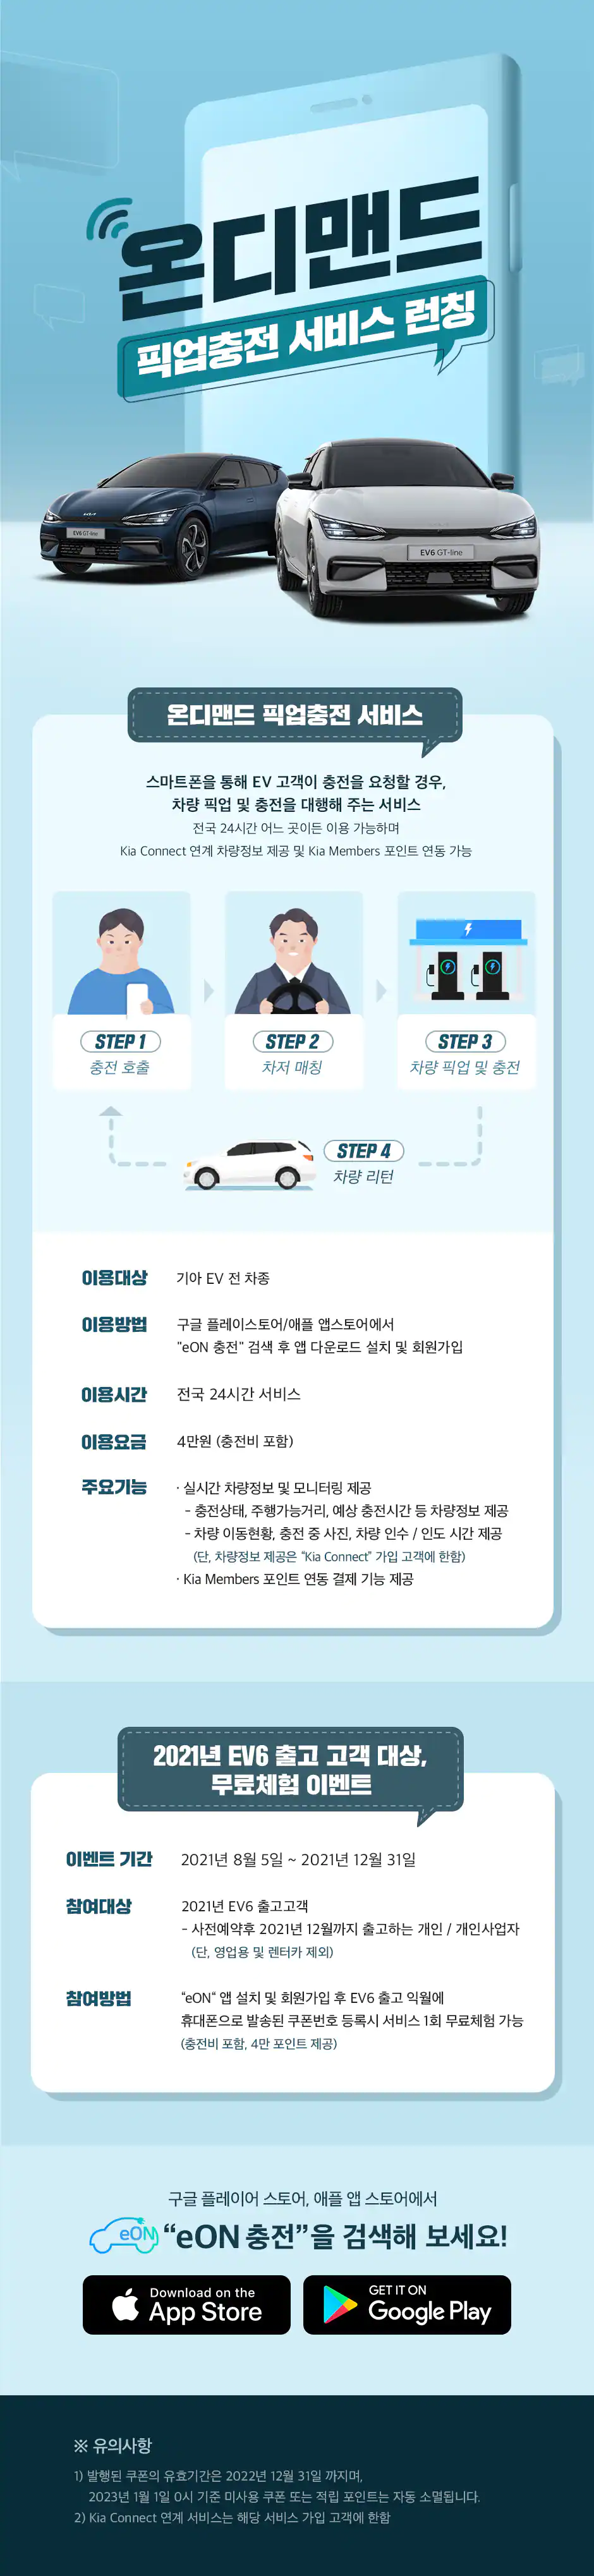 온디맨드
픽업충전 서비스 런칭
EV6 GT-line
EV6 GT-line
온디맨드 픽업충전 서비스
스마트폰을 통해 EV 고객이 충전을 요청할 경우,
차량 픽업 및 충전을 대행해 주는 서비스
전국 24시간 어느 곳이든 이용 가능하며
Kia Connect 연계 차량정보 제공 및 Kia Members 포인트 연동 가능
STEP 1
충전 호출
STEP 2
차저 매칭
STEP 3
차량 픽업 및 충전
STEP 4
차량 리턴
이용대상 기아 EV 전 차종
이용방법 구글 플레이스토어/애플 앱스토어에서
"eON 충전" 검색 후 앱 다운로드 설치 및 회원가입
이용시간 전국 24시간 서비스
이용요금 4만원 (충전비 포함)
주요기능 · 실시간 차량정보 및 모니터링 제공
- 충전상태, 주행가능거리, 예상 충전시간 등 차량정보 제공
- 차량 이동현황, 충전 중 사진, 차량 인수 / 인도 시간 제공
(단, 차량정보 제공은 “Kia Connect” 가입 고객에 한함)
· Kia Members 포인트 연동 결제 기능 제공
2021년 EV6 출고 고객 대상,
무료체험 이벤트
이벤트 기간 2021년 8월 5일 ~ 2021년 12월 31일
참여대상 2021년 EV6 출고고객
- 사전예약후 2021년 12월까지 출고하는 개인 / 개인사업자
(단, 영업용 및 렌터카 제외)
참여방법 “eON“ 앱 설치 및 회원가입 후 EV6 출고 익월에
휴대폰으로 발송된 쿠폰번호 등록시 서비스 1회 무료체험 가능
(충전비 포함, 4만 포인트 제공)
구글 플레이어 스토어, 애플 앱 스토어에서
eON “eON 충전”을 검색해 보세요!
Download on the
App Store
GET IT ON
Google Play
※ 유의사항
1) 발행된 쿠폰의 유효기간은 2022년 12월 31일 까지며,
2023년 1월 1일 0시 기준 미사용 쿠폰 또는 적립 포인트는 자동 소멸됩니다.
2) Kia Connect 연계 서비스는 해당 서비스 가입 고객에 한함